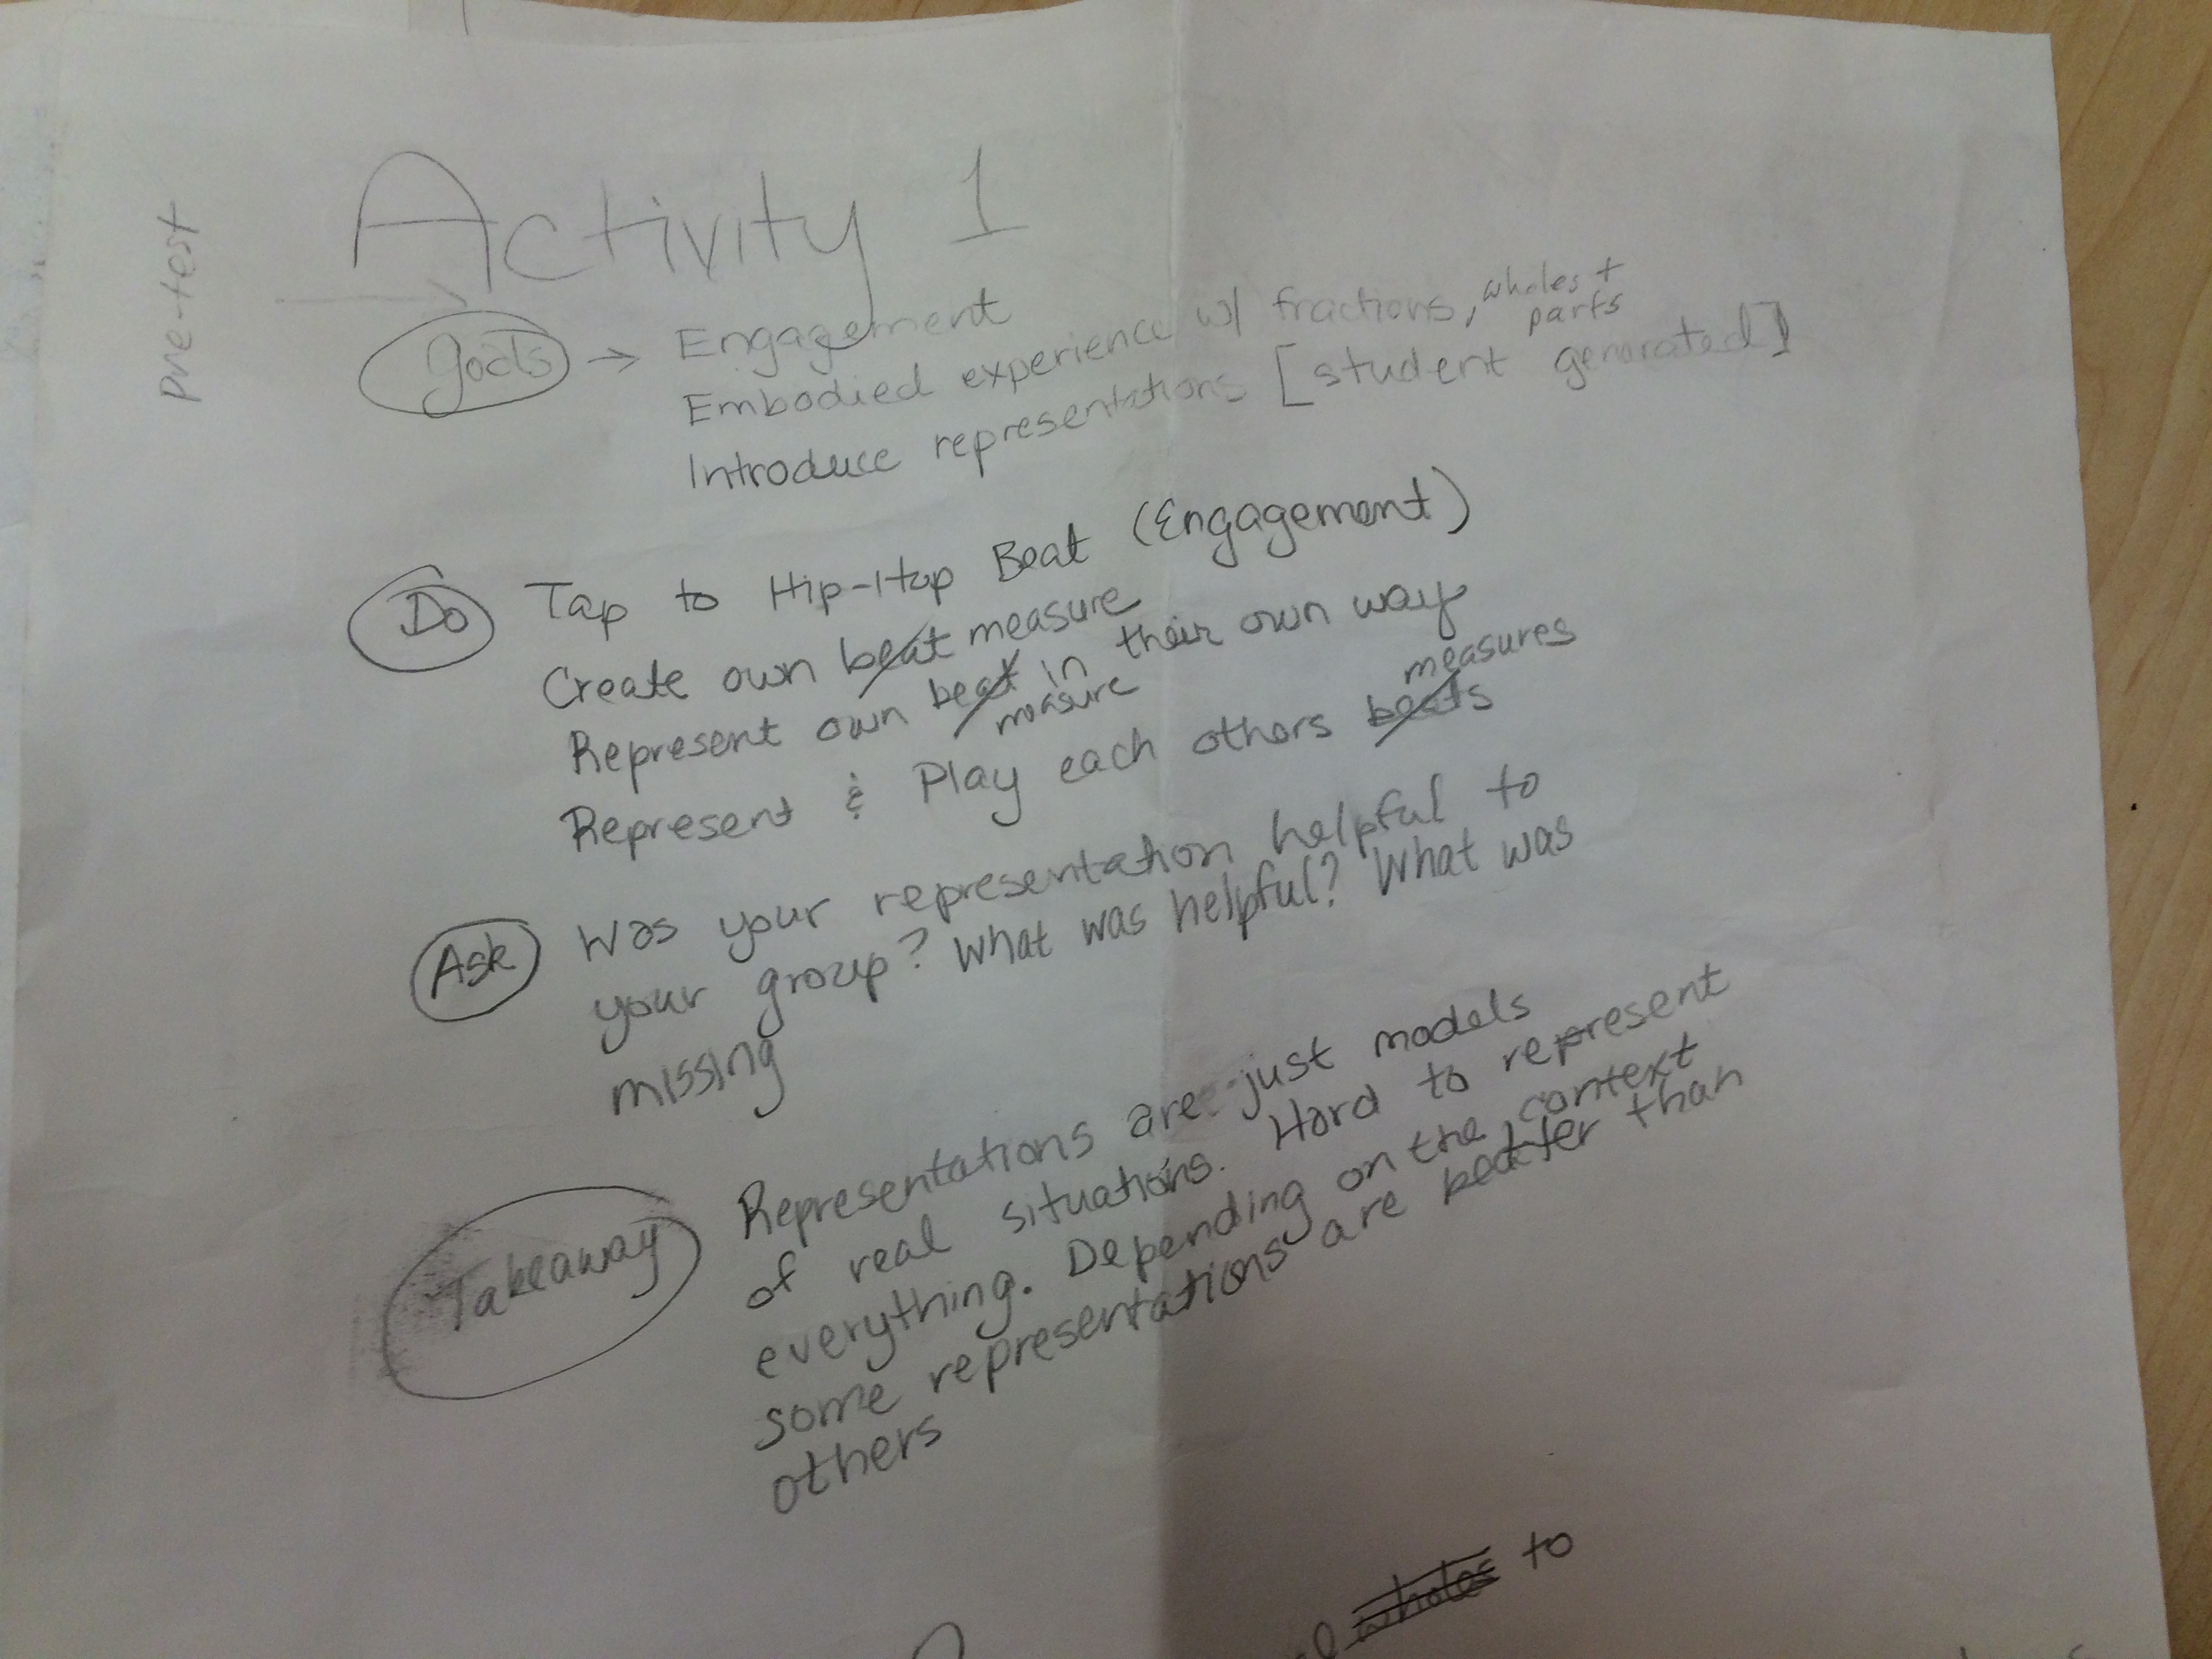 pre-test
Activity 1
goals → Engagement
Embodied experience w/ fractions, wholes + parts
Introduce representations [student generated]
Do Tap to Hip-Hop Beat (Engagement)
Create own beat measure
Represent own beat measure in their own way
Represent & Play each others beats measures
Ask Was your representation helpful to
your group? What was helpful? What was
missing
Takeaway Representations are just models
of real situations. Hard to represent
everything. Depending on the context
some representations are better than
others
wholes to